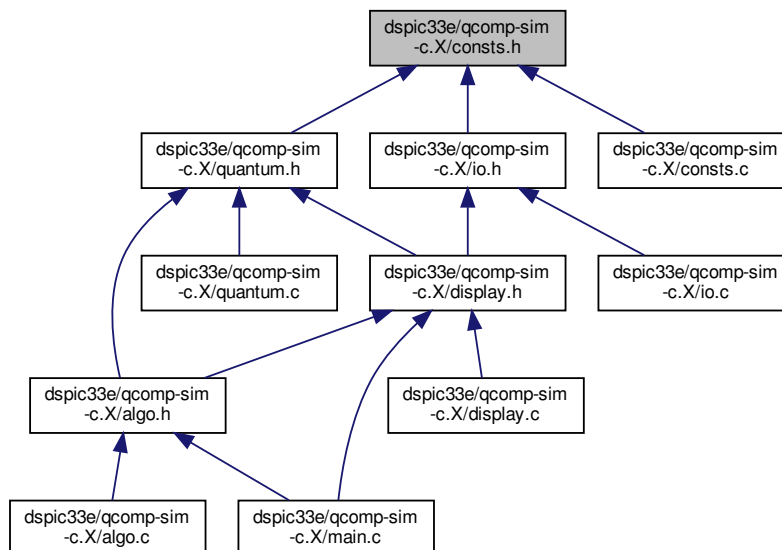 dspic33e/qcomp-sim
-c.X/consts.h
dspic33e/qcomp-sim
-c.X/quantum.h
dspic33e/qcomp-sim
-c.X/io.h
dspic33e/qcomp-sim
-c.X/consts.c
dspic33e/qcomp-sim
-c.X/quantum.c
dspic33e/qcomp-sim
-c.X/display.h
dspic33e/qcomp-sim
-c.X/io.c
dspic33e/qcomp-sim
-c.X/algo.h
dspic33e/qcomp-sim
-c.X/display.c
dspic33e/qcomp-sim
-c.X/algo.c
dspic33e/qcomp-sim
-c.X/main.c